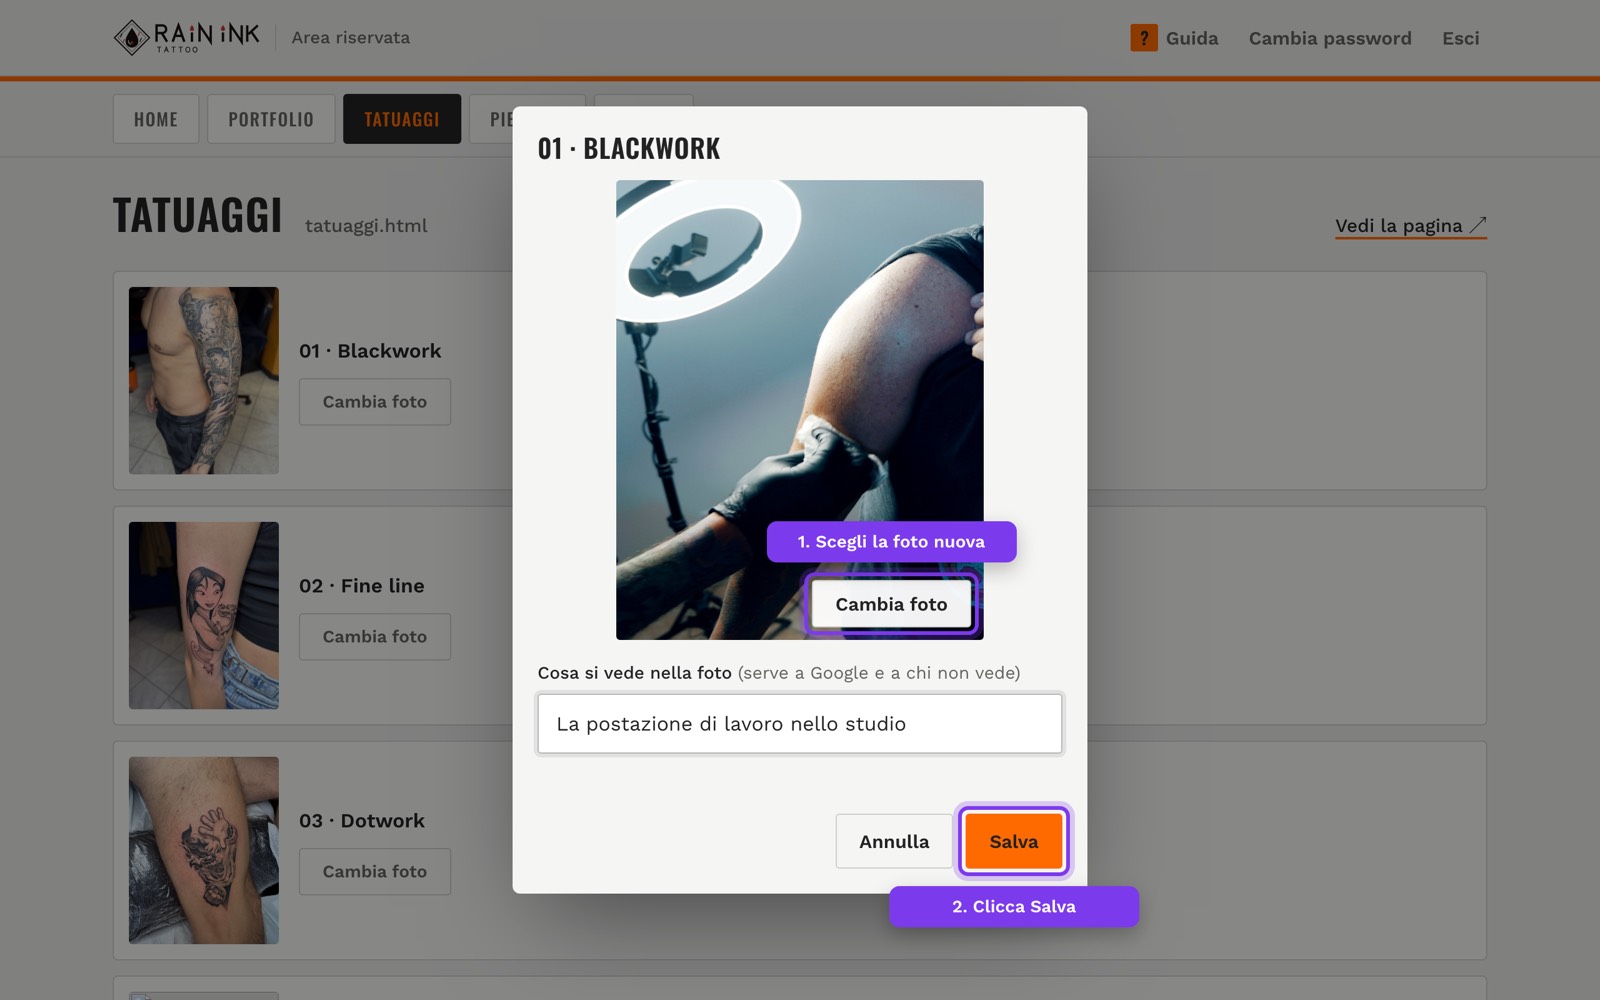 RAiN iNK
TATTOO
Area riservata
? Guida
Cambia password
Esci
HOME
PORTFOLIO
TATUAGGI
TATUAGGI
tatuaggi.html
Vedi la pagina
01 · Blackwork
Cambia foto
02 · Fine line
Cambia foto
03 · Dotwork
Cambia foto
01 · BLACKWORK
1. Scegli la foto nuova
Cambia foto
Cosa si vede nella foto (serve a Google e a chi non vede)
La postazione di lavoro nello studio
Annulla
Salva
2. Clicca Salva